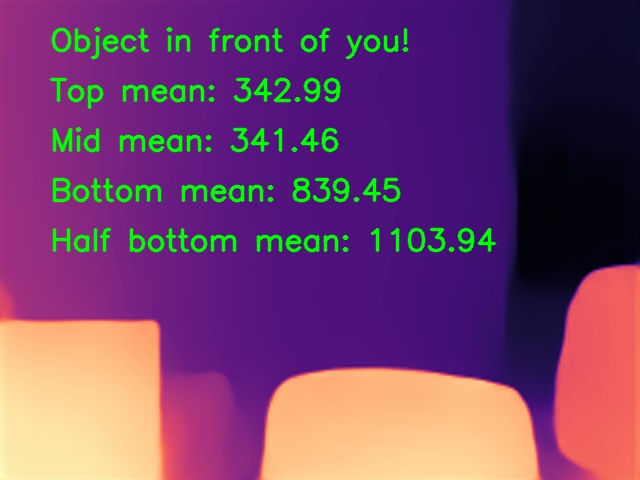 Object in front of you!
Top mean: 342.99
Mid mean: 341.46
Bottom mean: 839.45
Half bottom mean: 1103.94